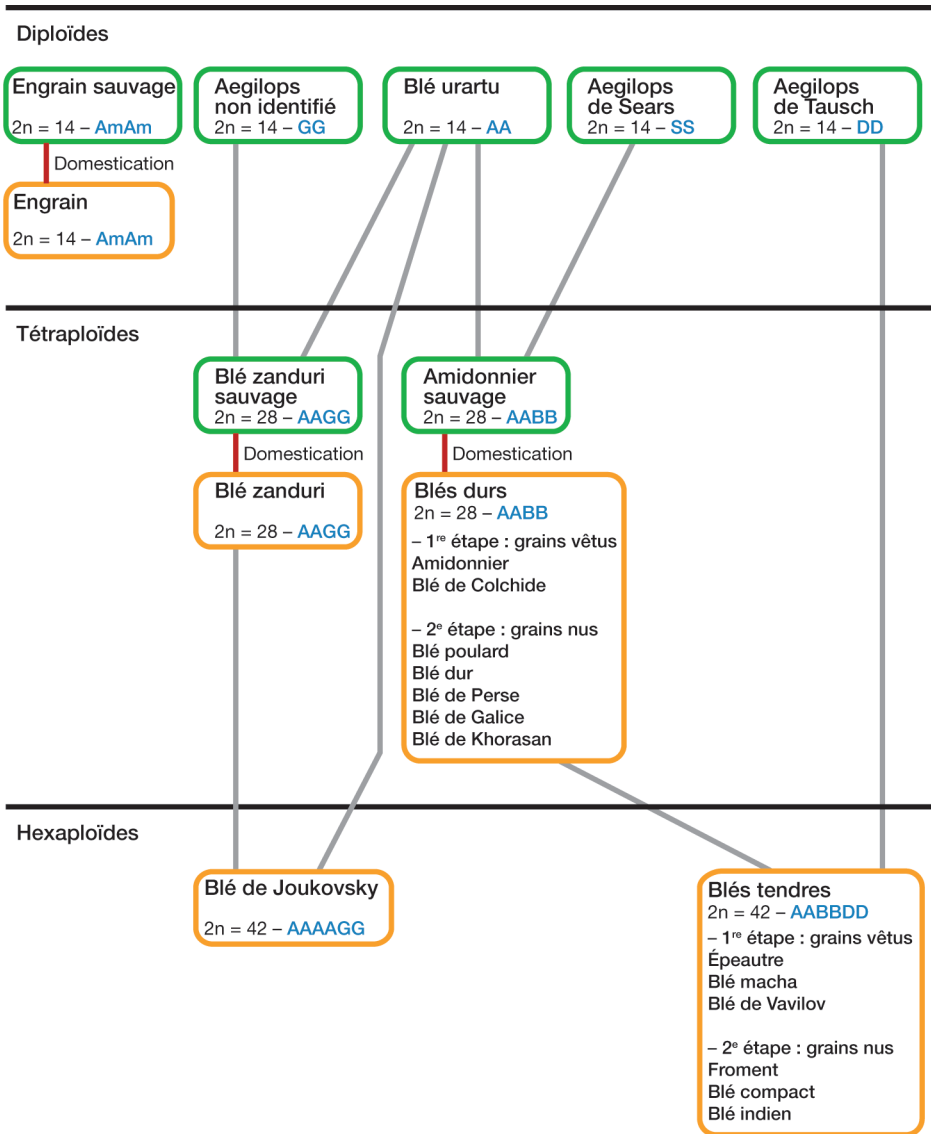 Diploïdes
Engrain sauvage
2n = 14 – AmAm
Aegilops
non identifié
2n = 14 – GG
Blé urartu
2n = 14 – AA
Aegilops
de Sears
2n = 14 – SS
Aegilops
de Tausch
2n = 14 – DD
Domestication
Engrain
2n = 14 – AmAm
Tétraploïdes
Blé zanduri
sauvage
2n = 28 – AAGG
Amidonnier
sauvage
2n = 28 – AABB
Domestication
Domestication
Blé zanduri
2n = 28 – AAGG
Blés durs
2n = 28 – AABB
– 1re étape : grains vêtus
Amidonnier
Blé de Colchide
– 2e étape : grains nus
Blé poulard
Blé dur
Blé de Perse
Blé de Galice
Blé de Khorasan
Hexaploïdes
Blé de Joukovsky
2n = 42 – AAAAGG
Blés tendres
2n = 42 – AABBDD
– 1re étape : grains vêtus
Épeautre
Blé macha
Blé de Vavilov
– 2e étape : grains nus
Froment
Blé compact
Blé indien